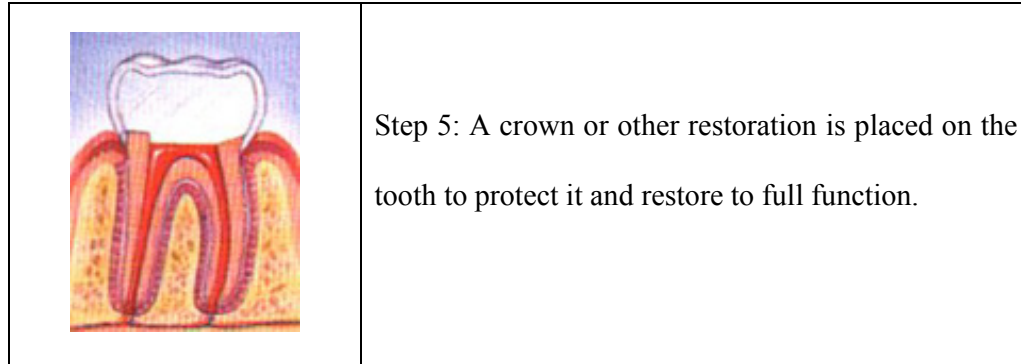 Step 5: A crown or other restoration is placed on the
tooth to protect it and restore to full function.